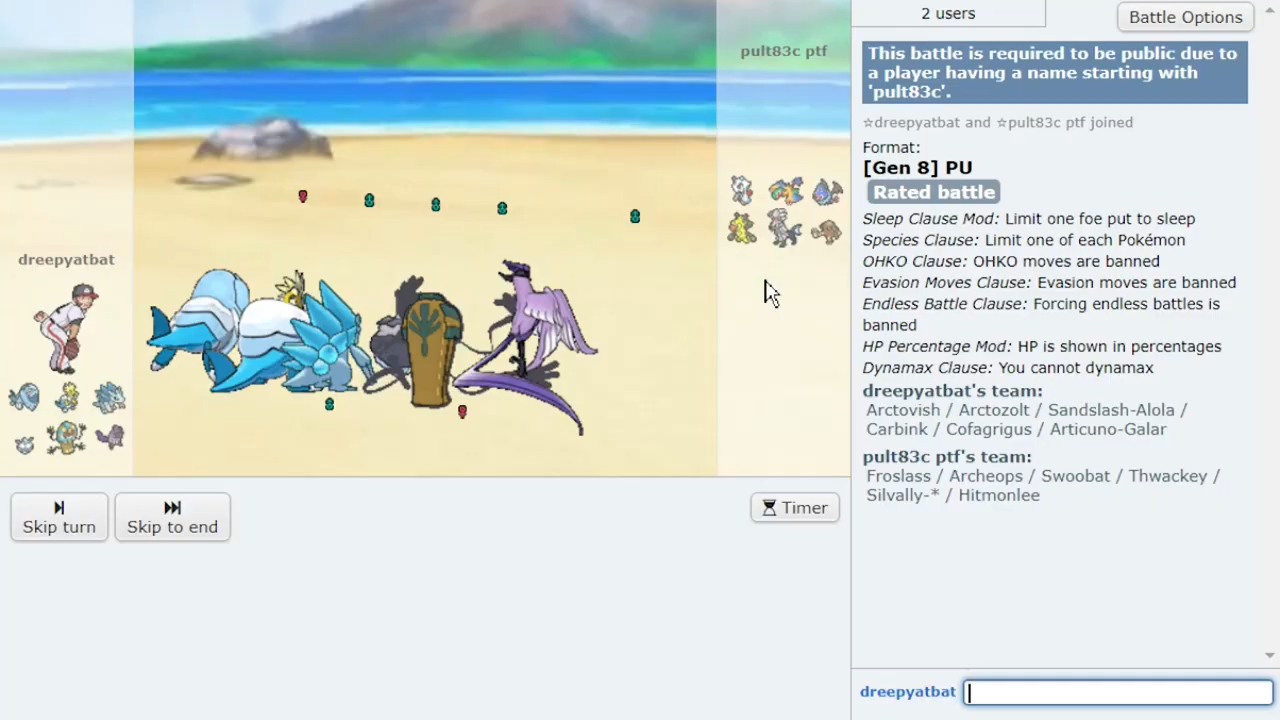 2 users
Battle Options
pult83c ptf
This battle is required to be public due to
a player having a name starting with
'pult83c'.
☆dreepyatbat and ☆pult83c ptf joined
Format:
[Gen 8] PU
Rated battle
Sleep Clause Mod: Limit one foe put to sleep
Species Clause: Limit one of each Pokémon
OHKO Clause: OHKO moves are banned
Evasion Moves Clause: Evasion moves are banned
Endless Battle Clause: Forcing endless battles is
banned
HP Percentage Mod: HP is shown in percentages
Dynamax Clause: You cannot dynamax
dreepyatbat's team:
Arctovish / Arctozolt / Sandslash-Alola /
Carbink / Cofagrigus / Articuno-Galar
pult83c ptf's team:
Froslass / Archeops / Swoobat / Thwackey /
Silvally-* / Hitmonlee
dreepyatbat
Skip turn
Skip to end
Timer
dreepyatbat